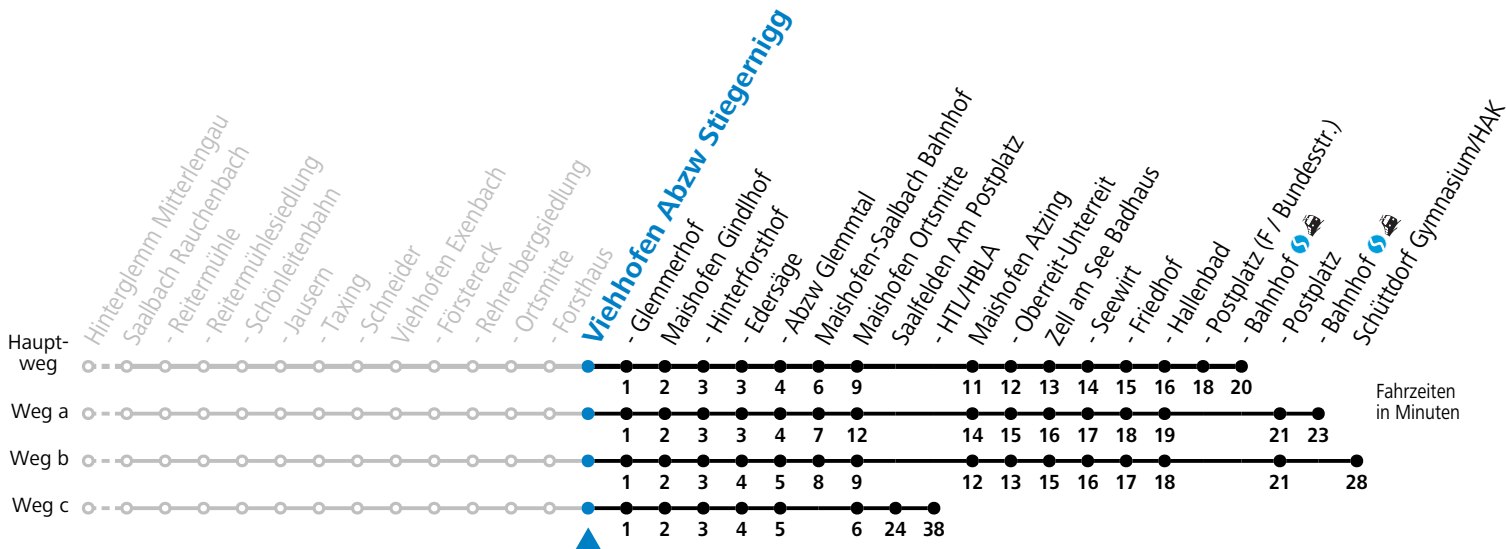 Hinterglemm Mitterlengau
Saalbach Rauchenbach
- Reitermühle
- Reitermühlesiedlung
- Schönleitenbahn
- Jausern
- Taxing
- Schneider
Viehhofen Exenbach
- Förstereck
- Rehrenbergsiedlung
- Ortsmitte
- Forsthaus
Viehhofen Abzw Stiegernigg
- Glemmerhof
Maishofen Gindlhof
- Hinterforsthof
- Edersäge
- Abzw Glemmtal
Maishofen-Saalbach Bahnhof
Maishofen Ortsmitte
Saalfelden Am Postplatz
- HTL/HBLA
Maishofen Atzing
- Oberreit-Unterreit
Zell am See Badhaus
- Seewirt
- Friedhof
- Hallenbad
- Postplatz (F / Bundesstr.)
- Bahnhof
- Postplatz
- Bahnhof
Schüttdorf Gymnasium/HAK
Haupt-
weg
1 2 3 3 4 6 9 11 12 13 14 15 16 18 20
Weg a
1 2 3 3 4 7 12 14 15 16 17 18 19 21 23
Weg b
1 2 3 4 5 8 9 12 13 15 16 17 18 21 28
Weg c
1 2 3 4 5 6 24 38
Fahrzeiten
in Minuten